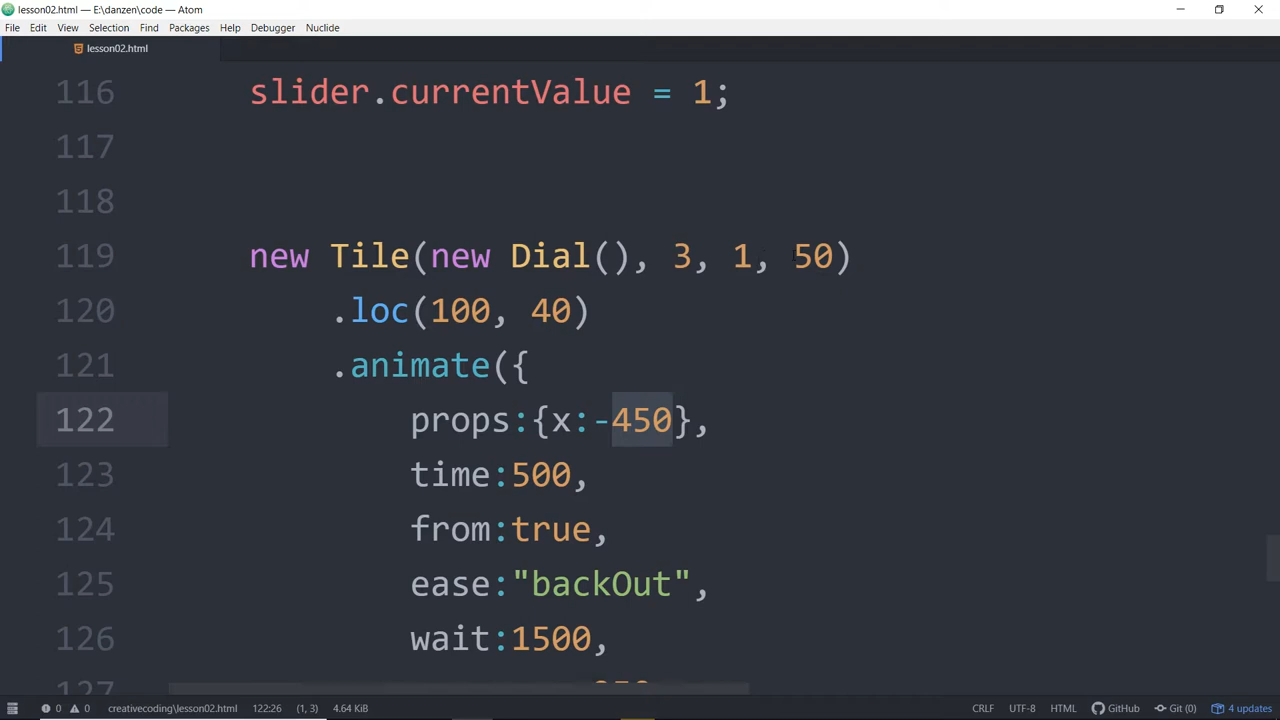 lesson02.html — E:\danzen\code — Atom
File Edit View Selection Find Packages Help Debugger Nuclide
lesson02.html
116 slider.currentValue = 1;
117
118
119 new Tile(new Dial(), 3, 1, 50)
120 .loc(100, 40)
121 .animate({
122 props:{x:-450},
123 time:500,
124 from:true,
125 ease:"backOut",
126 wait:1500,
0 0 creativecoding\lesson02.html (1, 3) 4.64 KiB CRLF UTF-8 HTML GitHub Git (0) 4 updates
122:26